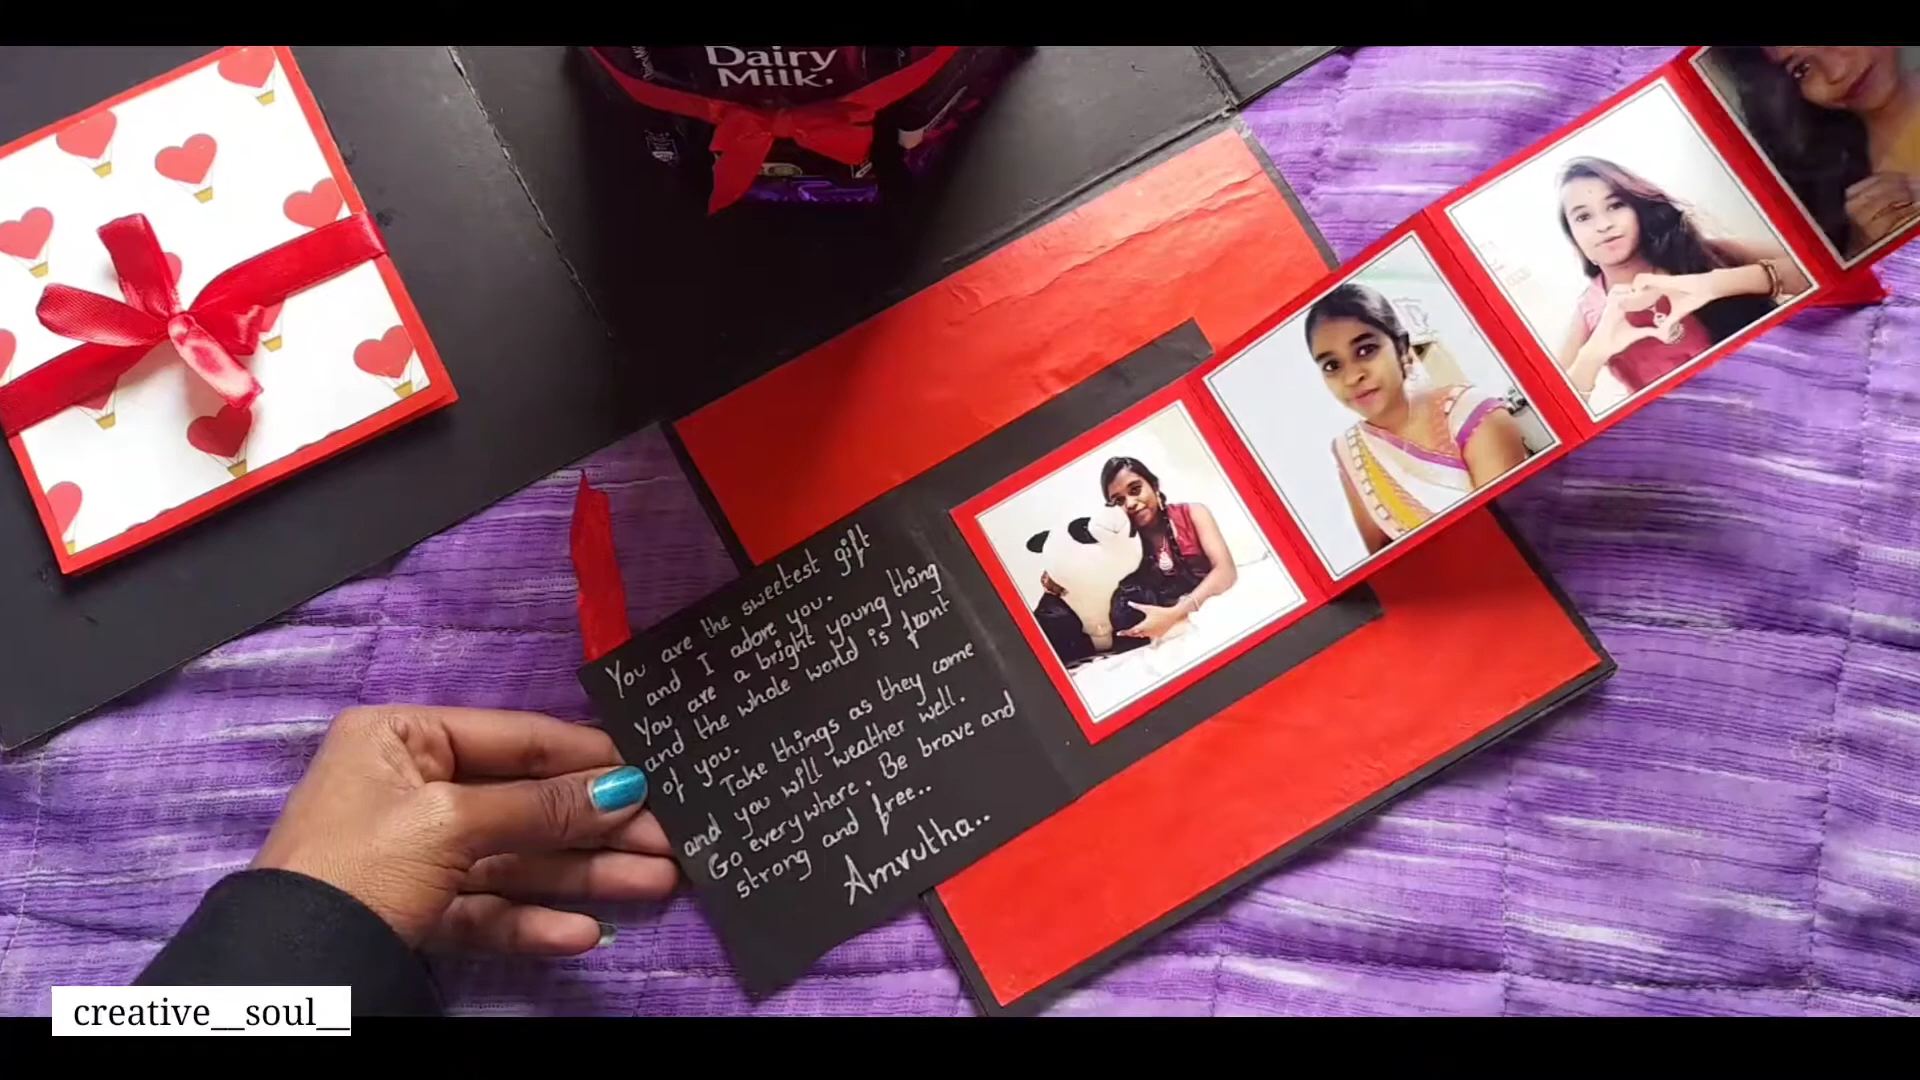 Dairy
Milk
You are the sweetest gift
and I adore you.
You are a bright young thing
and the whole world is front
of you.
Take things as they come
and you will weather well.
Go everywhere. Be brave and
strong and free..
Amrutha..
creative__soul__